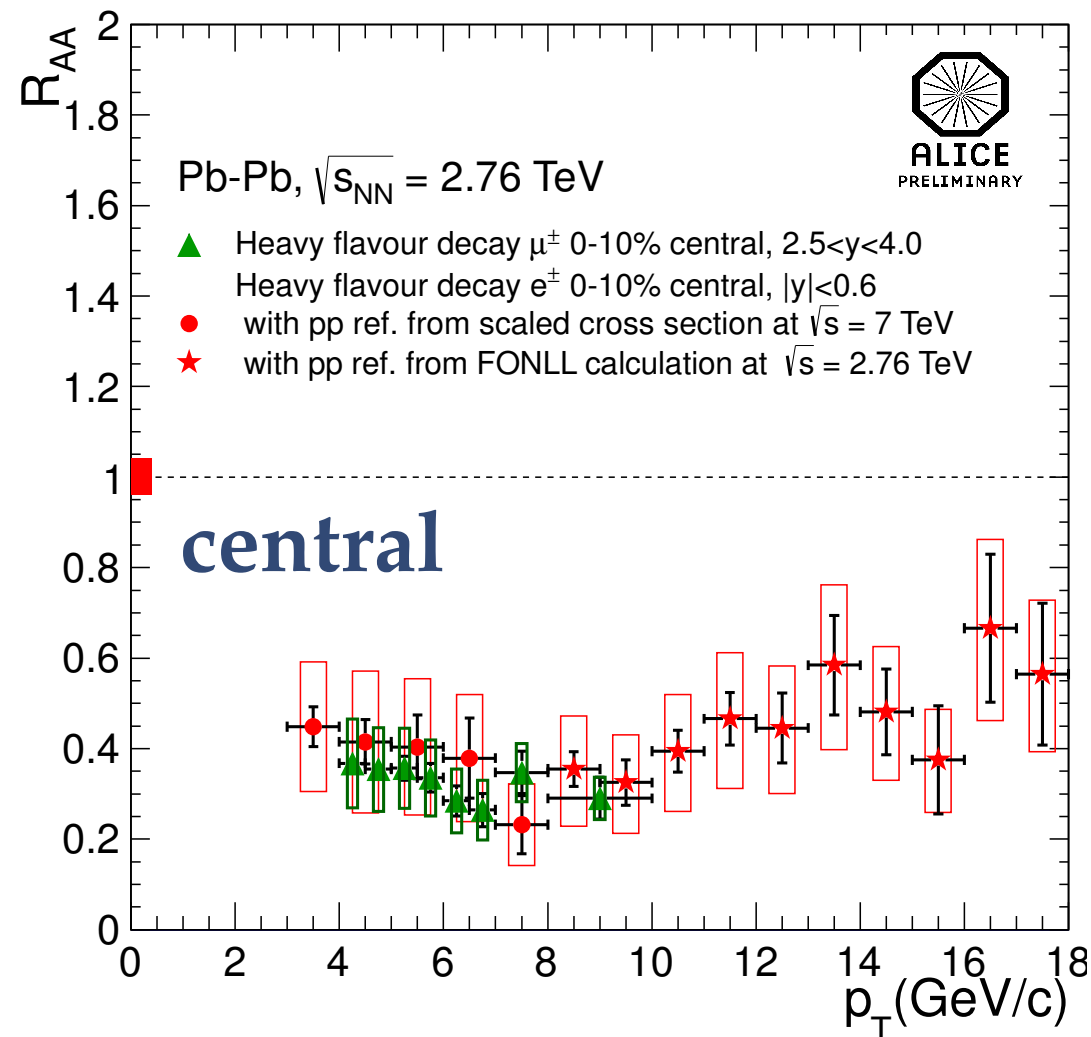 R_AA
2
1.8
1.6
1.4
1.2
1
0.8
0.6
0.4
0.2
0
ALICE
PRELIMINARY
Pb-Pb, √s_NN = 2.76 TeV
Heavy flavour decay μ± 0-10% central, 2.5<y<4.0
Heavy flavour decay e± 0-10% central, |y|<0.6
with pp ref. from scaled cross section at √s = 7 TeV
with pp ref. from FONLL calculation at √s = 2.76 TeV
central
0 2 4 6 8 10 12 14 16 18
p_T(GeV/c)